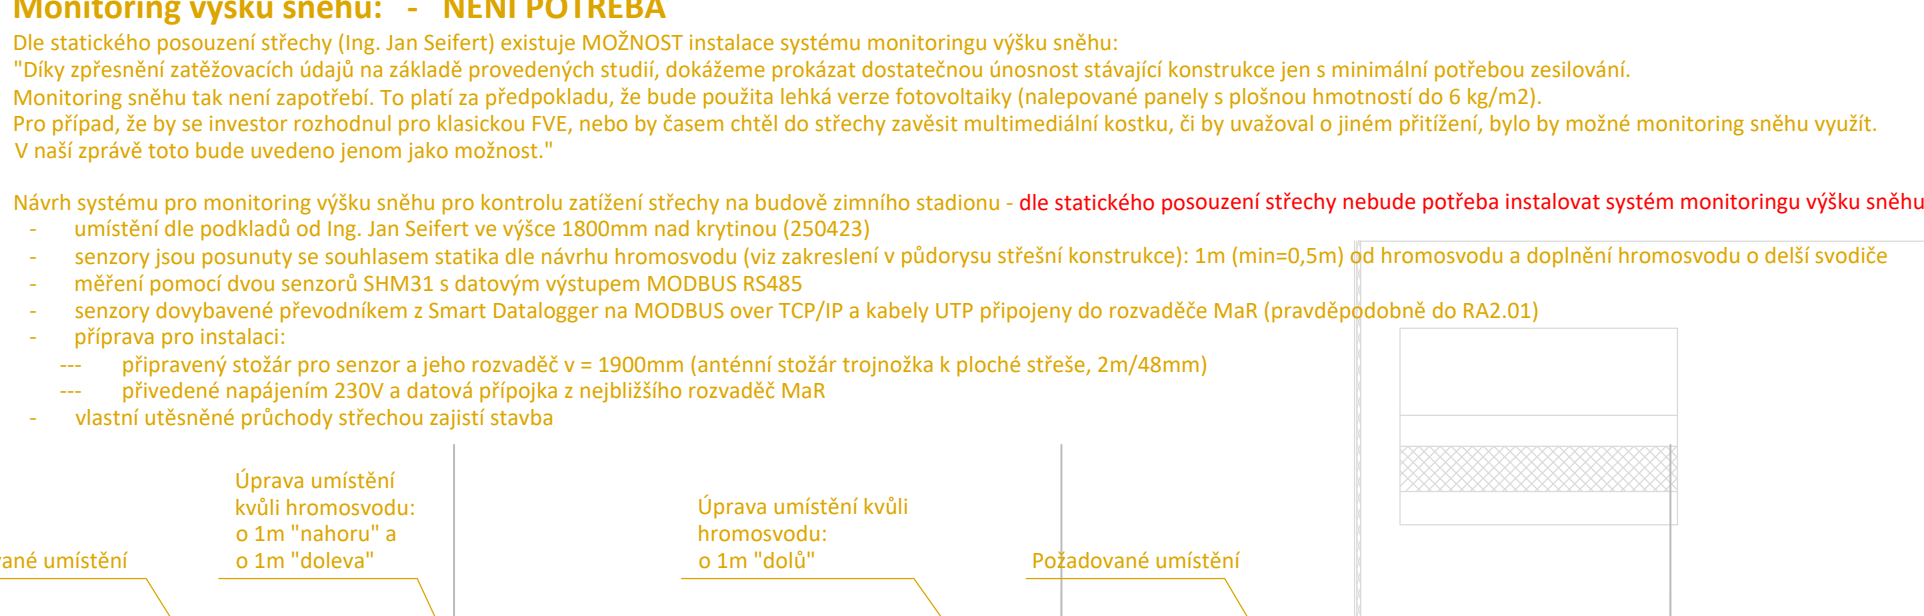 Monitoring výšku sněhu:   -   NENÍ POTŘEBA
Dle statického posouzení střechy (Ing. Jan Seifert) existuje MOŽNOST instalace systému monitoringu výšku sněhu:
"Díky zpřesnění zatěžovacích údajů na základě provedených studií, dokážeme prokázat dostatečnou únosnost stávající konstrukce jen s minimální potřebou zesilování.
Monitoring sněhu tak není zapotřebí. To platí za předpokladu, že bude použita lehká verze fotovoltaiky (nalepované panely s plošnou hmotností do 6 kg/m2).
Pro případ, že by se investor rozhodnul pro klasickou FVE, nebo by časem chtěl do střechy zavěsit multimediální kostku, či by uvažoval o jiném přitížení, bylo by možné monitoring sněhu využít.
V naší zprávě toto bude uvedeno jenom jako možnost."
Návrh systému pro monitoring výšku sněhu pro kontrolu zatížení střechy na budově zimního stadionu - dle statického posouzení střechy nebude potřeba instalovat systém monitoringu výšku sněhu
- umístění dle podkladů od Ing. Jan Seifert ve výšce 1800mm nad krytinou (250423)
- senzory jsou posunuty se souhlasem statika dle návrhu hromosvodu (viz zakreslení v půdorysu střešní konstrukce): 1m (min=0,5m) od hromosvodu a doplnění hromosvodu o delší svodiče
- měření pomocí dvou senzorů SHM31 s datovým výstupem MODBUS RS485
- senzory dovybavené převodníkem z Smart Datalogger na MODBUS over TCP/IP a kabely UTP připojeny do rozvaděče MaR (pravděpodobně do RA2.01)
- příprava pro instalaci:
--- připravený stožár pro senzor a jeho rozvaděč v = 1900mm (anténní stožár trojnožka k ploché střeše, 2m/48mm)
--- přivedené napájením 230V a datová přípojka z nejbližšího rozvaděč MaR
- vlastní utěsněné průchody střechou zajistí stavba
Úprava umístění
kvůli hromosvodu:
o 1m "nahoru" a
o 1m "doleva"
Úprava umístění kvůli
hromosvodu:
o 1m "dolů"
vané umístění
Požadované umístění